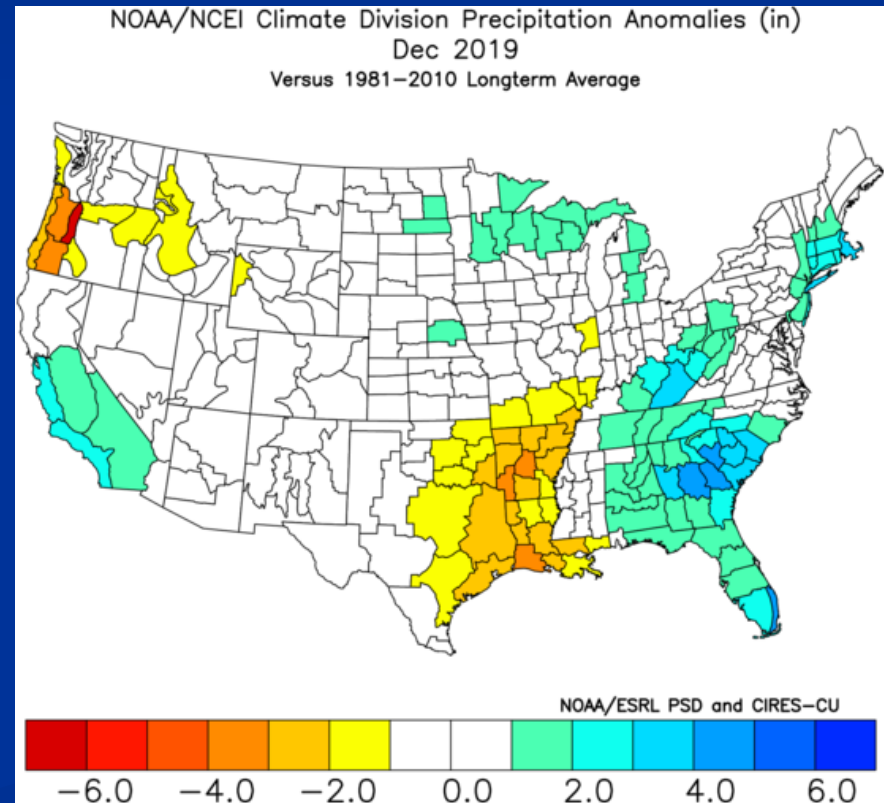 NOAA/NCEI Climate Division Precipitation Anomalies (in)
Dec 2019
Versus 1981−2010 Longterm Average
NOAA/ESRL PSD and CIRES−CU
−6.0 −4.0 −2.0 0.0 2.0 4.0 6.0